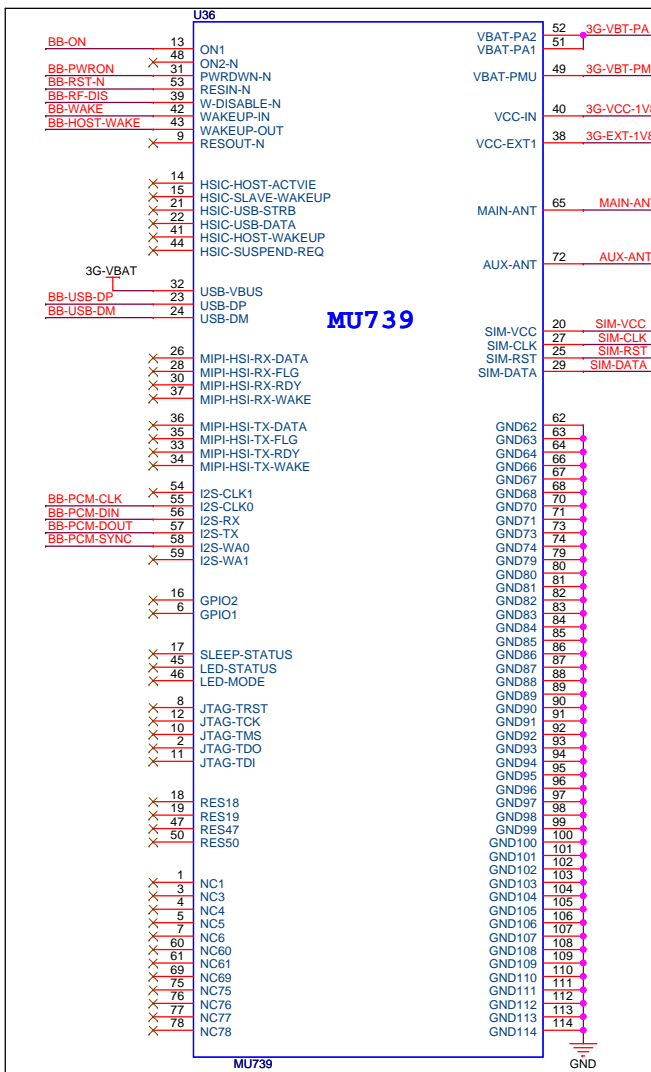 U36
BB-ON 13 ON1
48 ON2-N
BB-PWRON 31 PWRDWN-N
BB-RST-N 53 RESIN-N
BB-RF-DIS 39 W-DISABLE-N
BB-WAKE 42 WAKEUP-IN
BB-HOST-WAKE 43 WAKEUP-OUT
9 RESOUT-N
14 HSIC-HOST-ACTVIE
15 HSIC-SLAVE-WAKEUP
21 HSIC-USB-STRB
22 HSIC-USB-DATA
41 HSIC-HOST-WAKEUP
44 HSIC-SUSPEND-REQ
3G-VBAT
32 USB-VBUS
BB-USB-DP 23 USB-DP
BB-USB-DM 24 USB-DM
26 MIPI-HSI-RX-DATA
28 MIPI-HSI-RX-FLG
30 MIPI-HSI-RX-RDY
37 MIPI-HSI-RX-WAKE
36 MIPI-HSI-TX-DATA
35 MIPI-HSI-TX-FLG
33 MIPI-HSI-TX-RDY
34 MIPI-HSI-TX-WAKE
54 I2S-CLK1
BB-PCM-CLK 55 I2S-CLK0
BB-PCM-DIN 56 I2S-RX
BB-PCM-DOUT 57 I2S-TX
BB-PCM-SYNC 58 I2S-WA0
59 I2S-WA1
16 GPIO2
6 GPIO1
17 SLEEP-STATUS
45 LED-STATUS
46 LED-MODE
8 JTAG-TRST
12 JTAG-TCK
10 JTAG-TMS
2 JTAG-TDO
11 JTAG-TDI
18 RES18
19 RES19
47 RES47
50 RES50
1 NC1
3 NC3
4 NC4
5 NC5
7 NC6
60 NC60
61 NC61
69 NC69
75 NC75
76 NC76
77 NC77
78 NC78
MU739
VBAT-PA2 52 3G-VBT-PA
VBAT-PA1 51
VBAT-PMU 49 3G-VBT-PM
VCC-IN 40 3G-VCC-1V8
VCC-EXT1 38 3G-EXT-1V8
MAIN-ANT 65 MAIN-ANT
AUX-ANT 72 AUX-ANT
SIM-VCC 20 SIM-VCC
SIM-CLK 27 SIM-CLK
SIM-RST 25 SIM-RST
SIM-DATA 29 SIM-DATA
GND62 62
GND63 63
GND64 64
GND66 66
GND67 67
GND68 68
GND70 70
GND71 71
GND73 73
GND74 74
GND79 79
GND80 80
GND81 81
GND82 82
GND83 83
GND84 84
GND85 85
GND86 86
GND87 87
GND88 88
GND89 89
GND90 90
GND91 91
GND92 92
GND93 93
GND94 94
GND95 95
GND96 96
GND97 97
GND98 98
GND99 99
GND100 100
GND101 101
GND102 102
GND103 103
GND104 104
GND105 105
GND106 106
GND107 107
GND108 108
GND109 109
GND110 110
GND111 111
GND112 112
GND113 113
GND114 114
GND
MU739